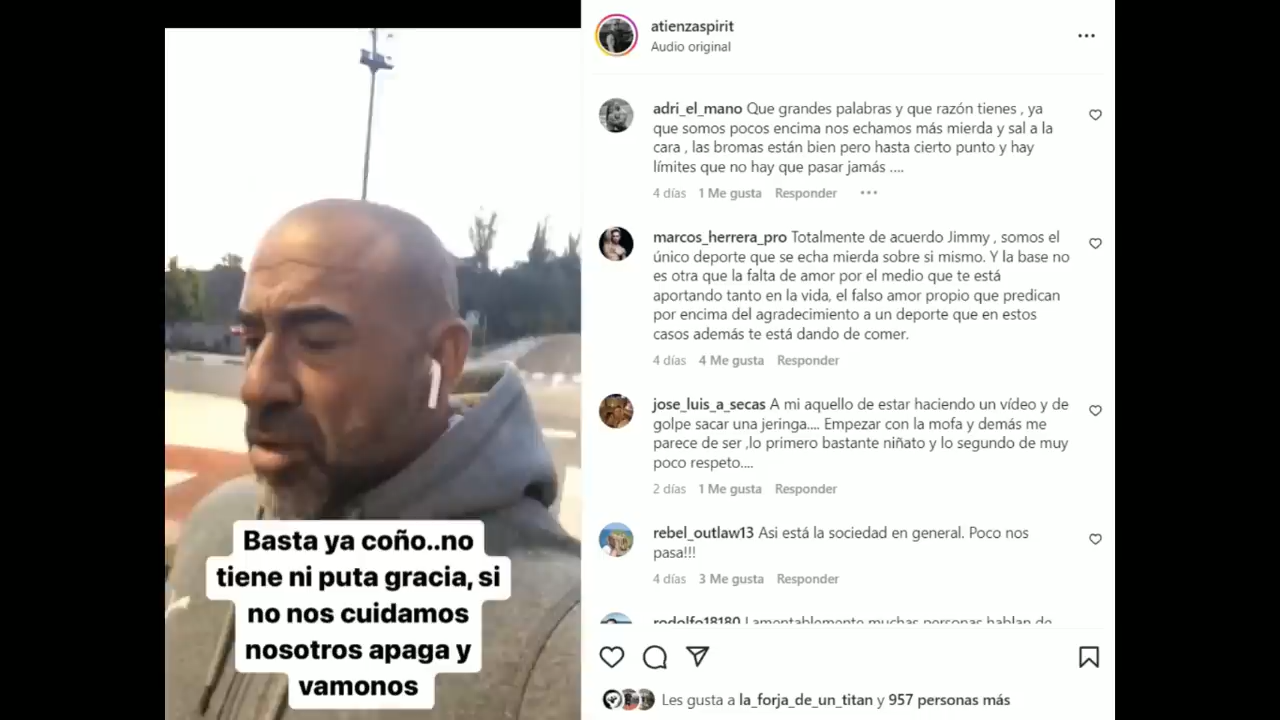 Basta ya coño..no
tiene ni puta gracia, si
no nos cuidamos
nosotros apaga y
vamonos
atienzaspirit
Audio original
adri_el_mano Que grandes palabras y que razón tienes , ya
que somos pocos encima nos echamos más mierda y sal a la
cara , las bromas están bien pero hasta cierto punto y hay
límites que no hay que pasar jamás ....
4 días 1 Me gusta Responder
marcos_herrera_pro Totalmente de acuerdo Jimmy , somos el
único deporte que se echa mierda sobre si mismo. Y la base no
es otra que la falta de amor por el medio que te está
aportando tanto en la vida, el falso amor propio que predican
por encima del agradecimiento a un deporte que en estos
casos además te está dando de comer.
4 días 4 Me gusta Responder
jose_luis_a_secas A mi aquello de estar haciendo un vídeo y de
golpe sacar una jeringa.... Empezar con la mofa y demás me
parece de ser ,lo primero bastante niñato y lo segundo de muy
poco respeto....
2 días 1 Me gusta Responder
rebel_outlaw13 Asi está la sociedad en general. Poco nos
pasa!!!
4 días 3 Me gusta Responder
rodolfo18180 Lamentablemente muchas personas hablan de
Les gusta a la_forja_de_un_titan y 957 personas más